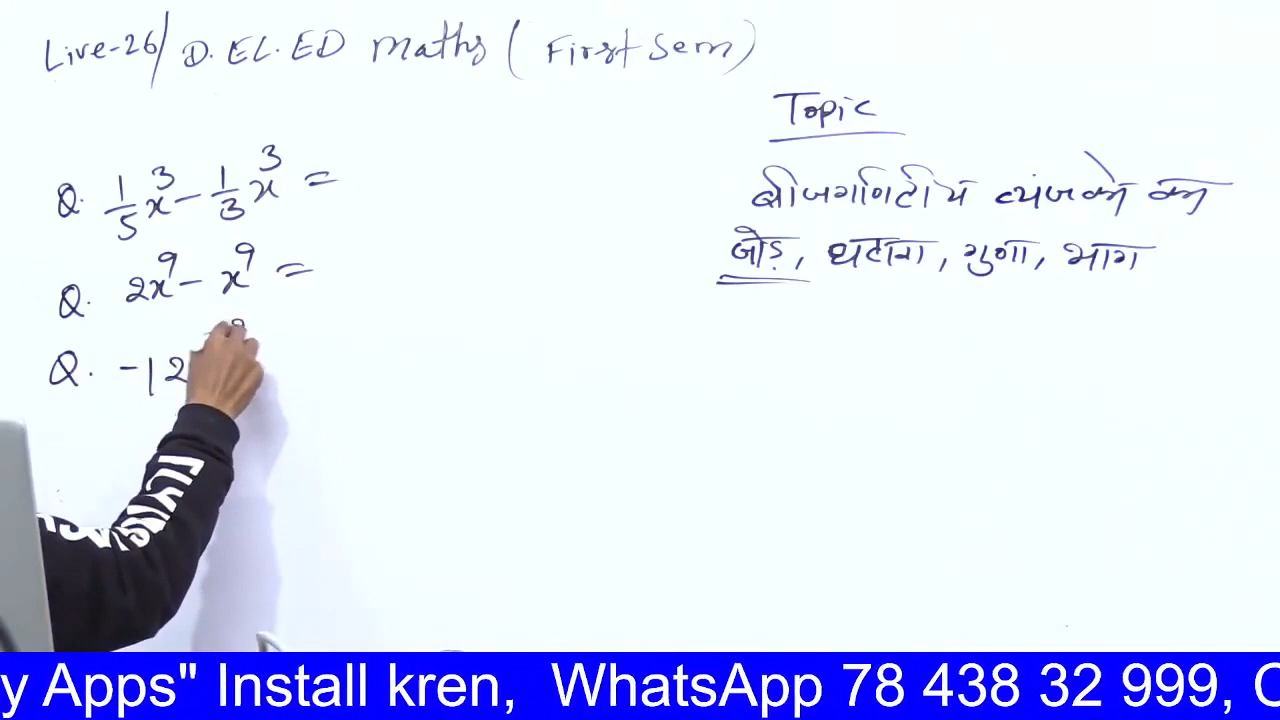 Live-26/ D.EL.ED Maths ( First Sem )
Topic
बीजगणितीय व्यंजको का
जोड़, घटाना, गुणा, भाग
Q. 1/5 x³ - 1/3 x³ =
Q. 2x⁹ - x⁹ =
Q. -12
y Apps" Install kren, WhatsApp 78 438 32 999, C